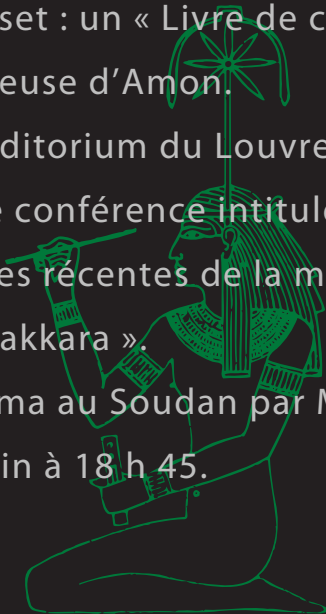 set : un « Livre de c
euse d’Amon.
ditorium du Louvre
conférence intitul
es récentes de la m
akkara ».
ma au Soudan par M
in à 18 h 45.